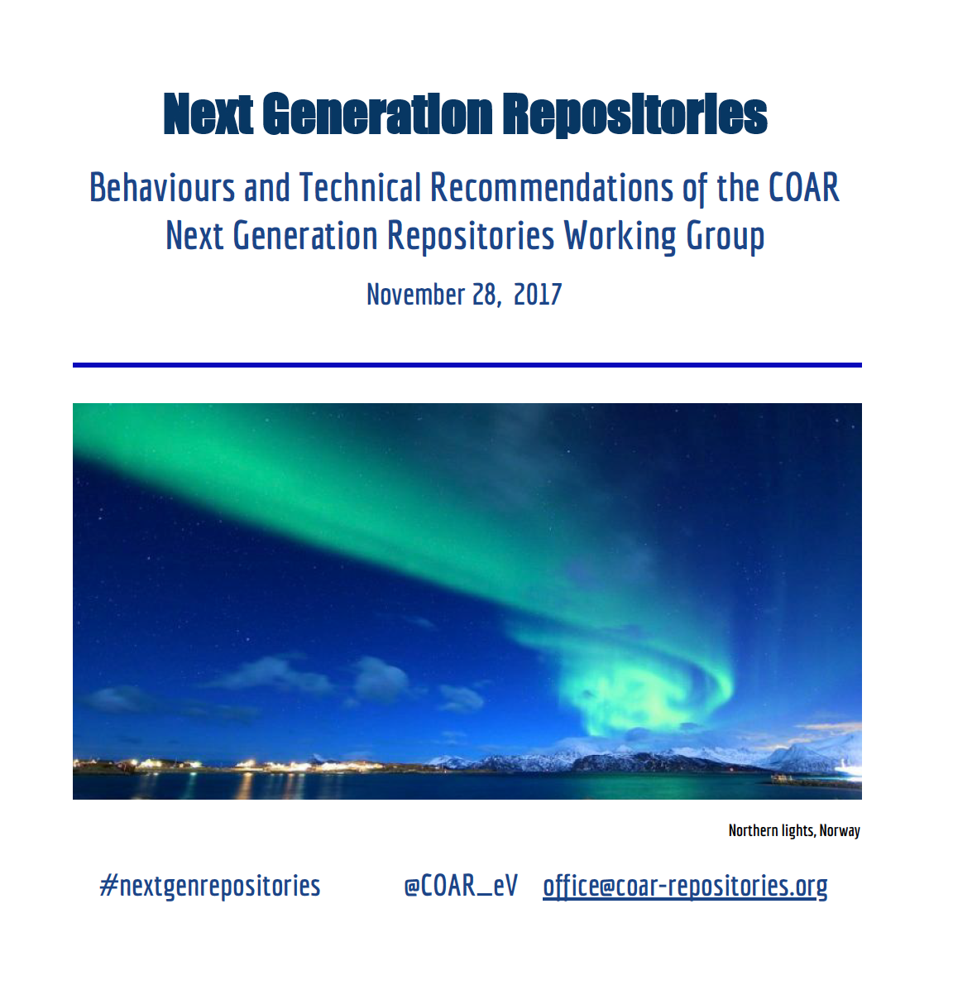 Next Generation Repositories
Behaviours and Technical Recommendations of the COAR
Next Generation Repositories Working Group
November 28, 2017
Northern lights, Norway
#nextgenrepositories @COAR_eV office@coar-repositories.org